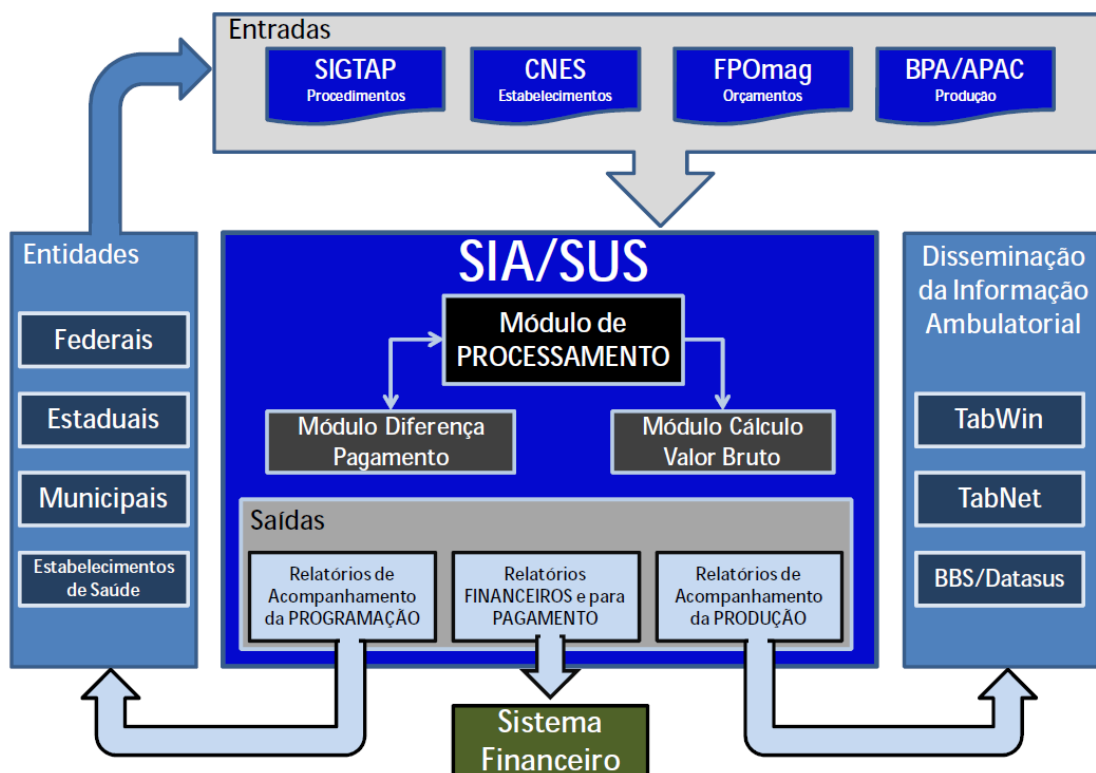 Entradas
SIGTAP
Procedimentos
CNES
Estabelecimentos
FPOmag
Orçamentos
BPA/APAC
Produção
Entidades
Federais
Estaduais
Municipais
Estabelecimentos
de Saúde
SIA/SUS
Módulo de
PROCESSAMENTO
Módulo Diferença
Pagamento
Módulo Cálculo
Valor Bruto
Saídas
Relatórios de
Acompanhamento
da PROGRAMAÇÃO
Relatórios
FINANCEIROS e para
PAGAMENTO
Relatórios de
Acompanhamento
da PRODUÇÃO
Sistema
Financeiro
Disseminação
da Informação
Ambulatorial
TabWin
TabNet
BBS/Datasus